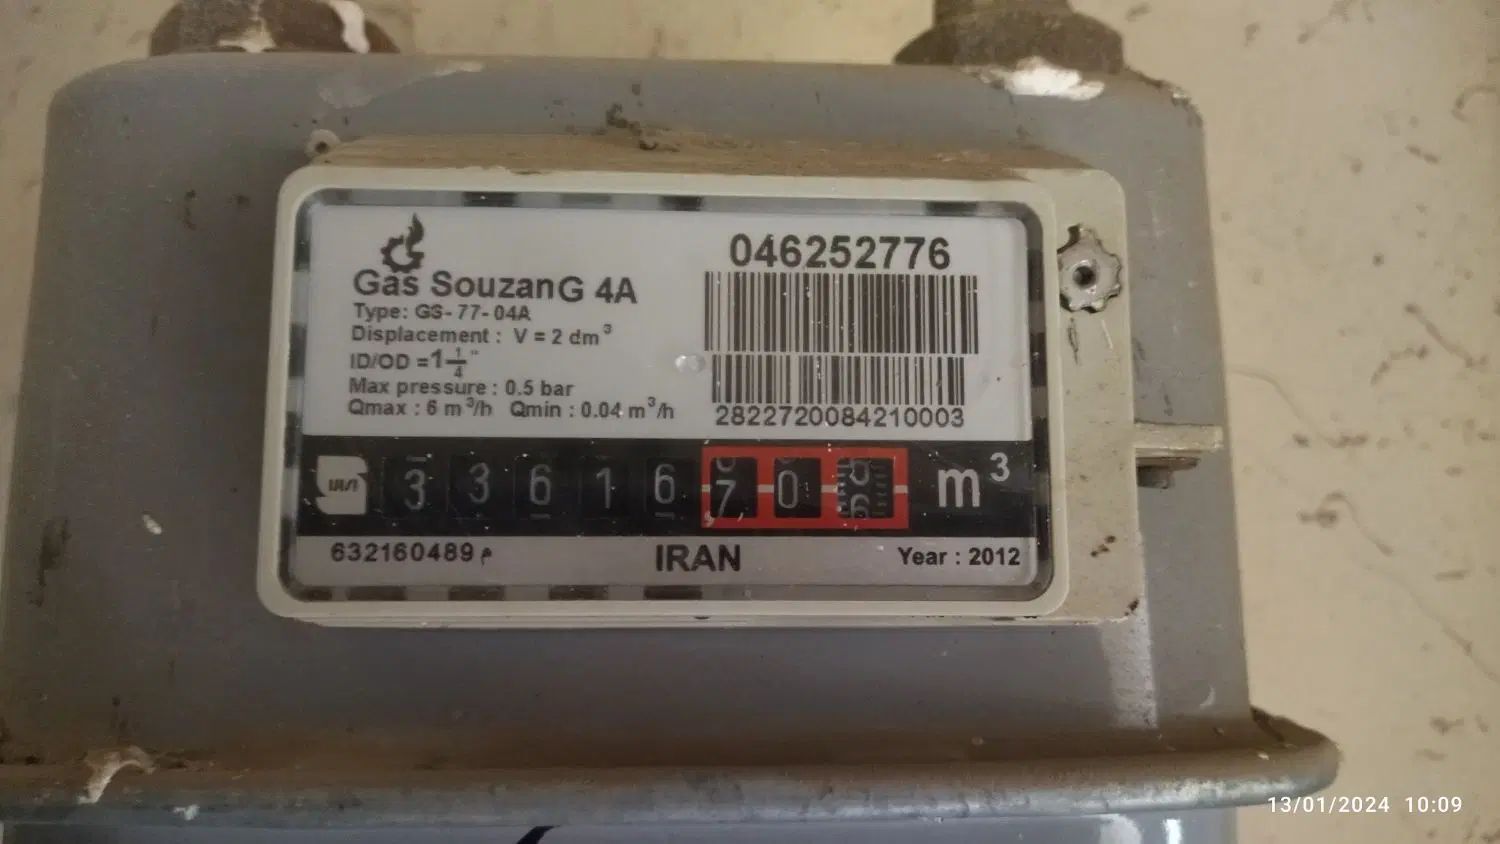 046252776
Gas SouzanG 4A
Type: GS-77-04A
Displacement : V = 2 dm³
ID/OD = 1 1/4"
Max pressure : 0.5 bar
Qmax : 6 m³/h Qmin : 0.04 m³/h
2822720084210003
3 3 6 1 6 7 0 m³
632160489 م IRAN Year : 2012
13/01/2024 10:09